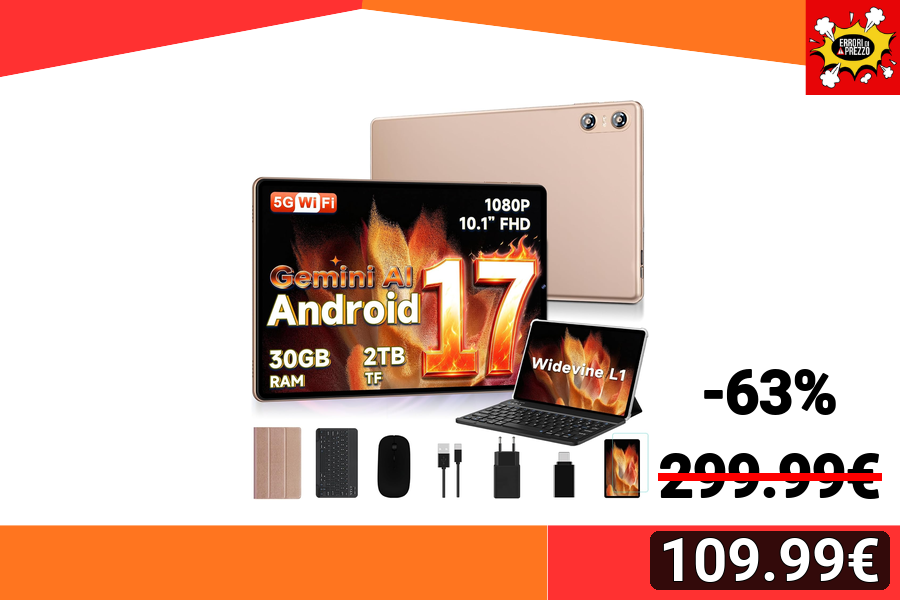 ERRORI DI
PREZZO
5G WiFi
1080P
10.1" FHD
Gemini AI
Android 17
30GB
RAM
2TB
TF
Widevine L1
-63%
299.99€
109.99€